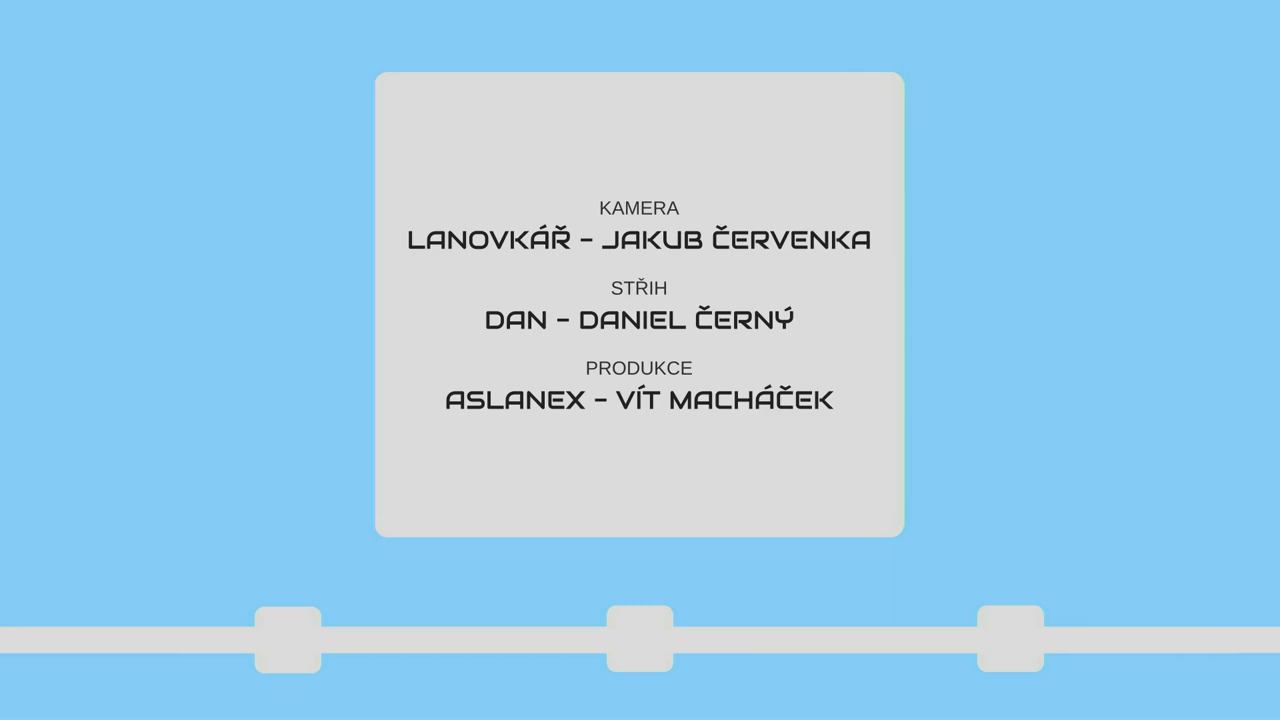 KAMERA
LANOVKÁŘ - JAKUB ČERVENKA
STŘIH
DAN - DANIEL ČERNÝ
PRODUKCE
ASLANEX - VÍT MACHÁČEK